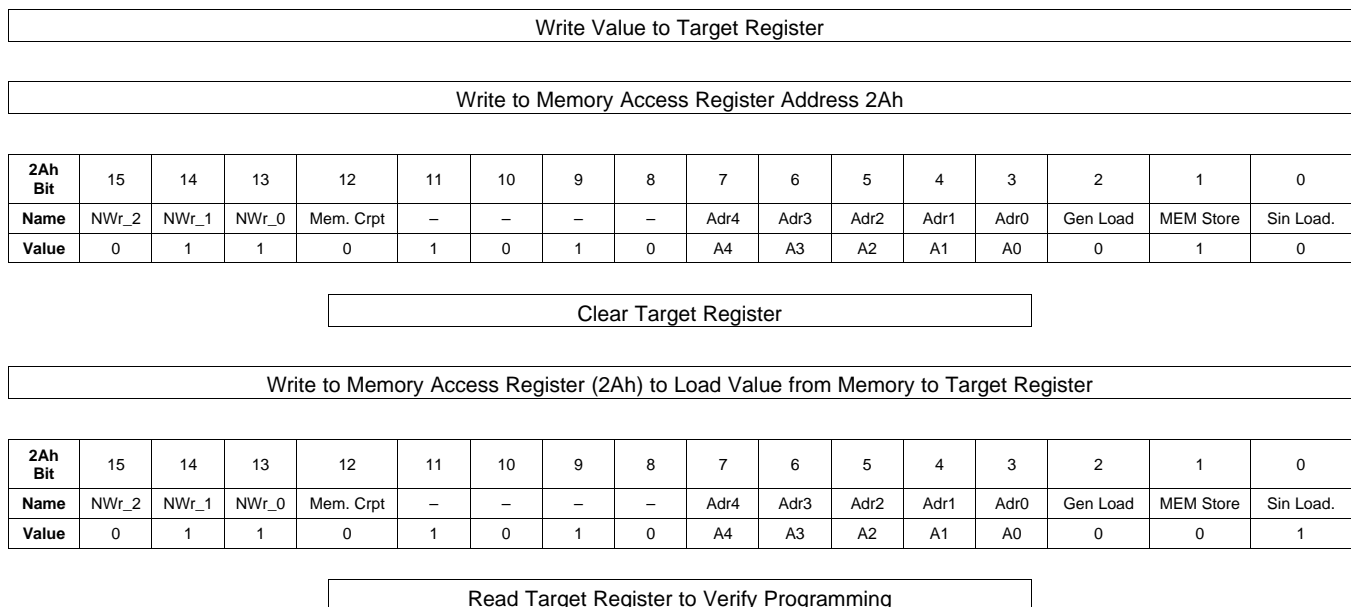 Write Value to Target Register
Write to Memory Access Register Address 2Ah
2Ah Bit 15 14 13 12 11 10 9 8 7 6 5 4 3 2 1 0
Name NWr_2 NWr_1 NWr_0 Mem. Crpt – – – – Adr4 Adr3 Adr2 Adr1 Adr0 Gen Load MEM Store Sin Load.
Value 0 1 1 0 1 0 1 0 A4 A3 A2 A1 A0 0 1 0
Clear Target Register
Write to Memory Access Register (2Ah) to Load Value from Memory to Target Register
2Ah Bit 15 14 13 12 11 10 9 8 7 6 5 4 3 2 1 0
Name NWr_2 NWr_1 NWr_0 Mem. Crpt – – – – Adr4 Adr3 Adr2 Adr1 Adr0 Gen Load MEM Store Sin Load.
Value 0 1 1 0 1 0 1 0 A4 A3 A2 A1 A0 0 0 1
Read Target Register to Verify Programming